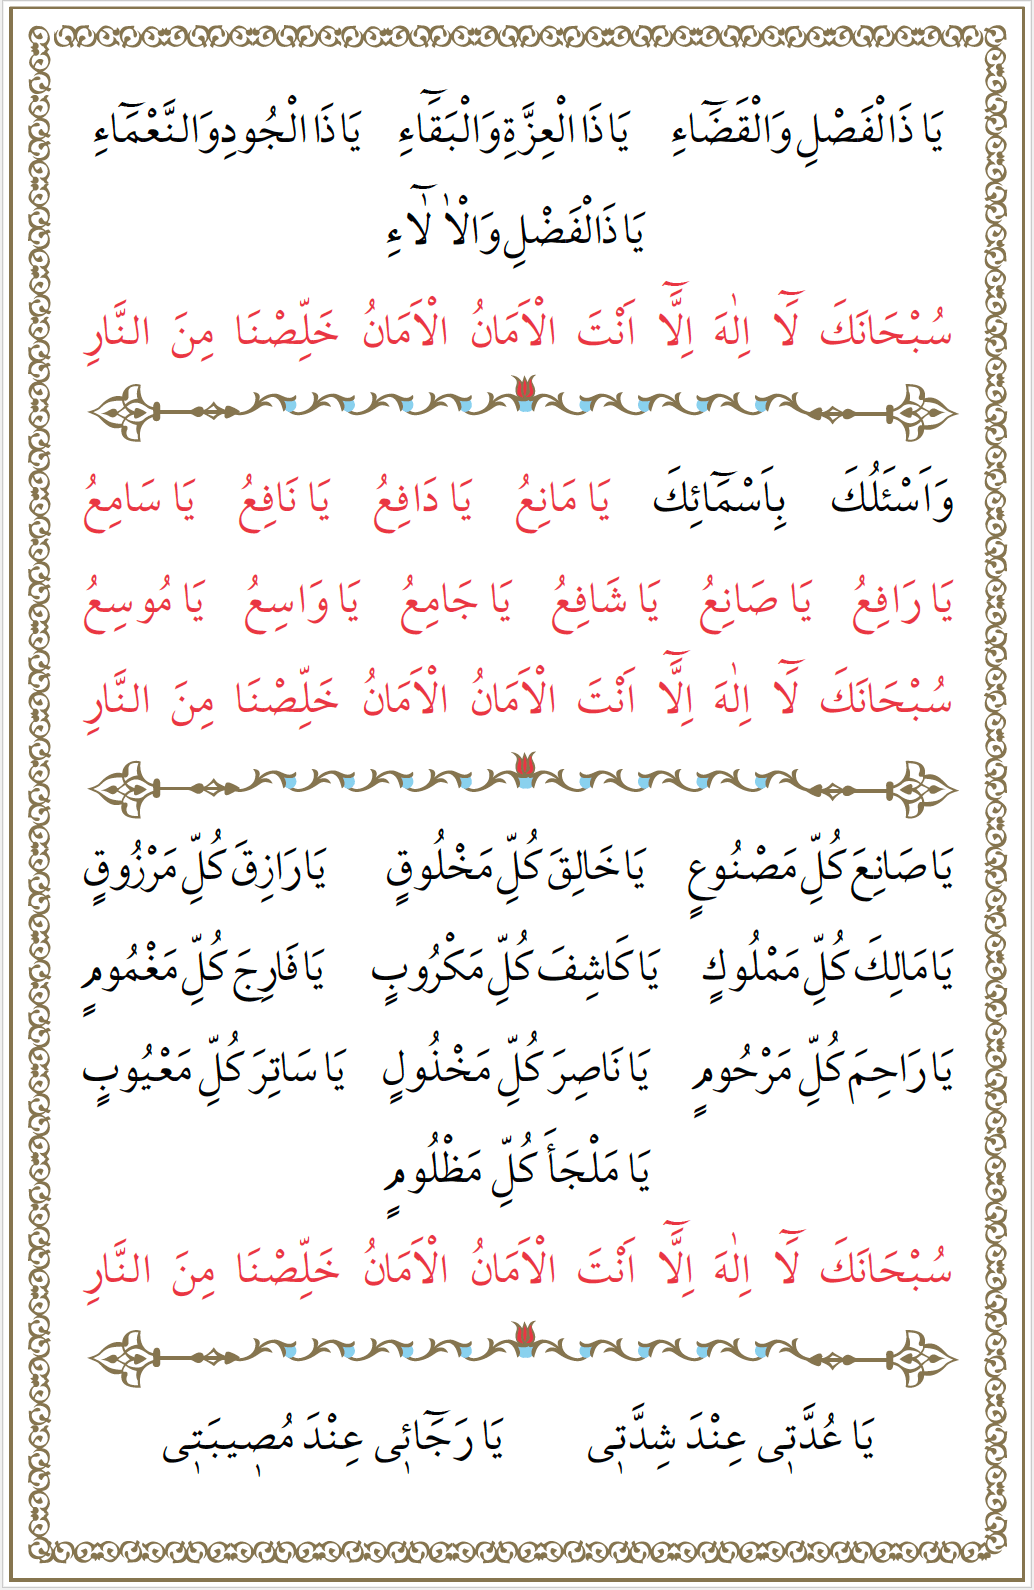 يَا ذَالْفَصْلِ وَالْقَضَٓاءِ يَا ذَا الْعِزَّةِ وَالْبَقَٓاءِ يَا ذَا الْجُودِ وَالنَّعْمَٓاءِ
يَا ذَالْفَضْلِ وَالْاٰ لَٓاءِ
سُبْحَانَكَ لَٓا اِلٰهَ اِلَّٓا اَنْتَ الْاَمَانُ الْاَمَانُ خَلِّصْنَا مِنَ النَّارِ
وَاَسْئَلُكَ بِاَسْمَٓائِكَ يَا مَانِعُ يَا دَافِعُ يَا نَافِعُ يَا سَامِعُ
يَا رَافِعُ يَا صَانِعُ يَا شَافِعُ يَا جَامِعُ يَا وَاسِعُ يَا مُوسِعُ
سُبْحَانَكَ لَٓا اِلٰهَ اِلَّٓا اَنْتَ الْاَمَانُ الْاَمَانُ خَلِّصْنَا مِنَ النَّارِ
يَا صَانِعَ كُلِّ مَصْنُوعٍ يَا خَالِقَ كُلِّ مَخْلُوقٍ يَا رَازِقَ كُلِّ مَرْزُوقٍ
يَا مَالِكَ كُلِّ مَمْلُوكٍ يَا كَاشِفَ كُلِّ مَكْرُوبٍ يَا فَارِجَ كُلِّ مَغْمُومٍ
يَا رَاحِمَ كُلِّ مَرْحُومٍ يَا نَاصِرَ كُلِّ مَخْذُولٍ يَا سَاتِرَ كُلِّ مَعْيُوبٍ
يَا مَلْجَأَ كُلِّ مَظْلُومٍ
سُبْحَانَكَ لَٓا اِلٰهَ اِلَّٓا اَنْتَ الْاَمَانُ الْاَمَانُ خَلِّصْنَا مِنَ النَّارِ
يَا عُدَّتٖى عِنْدَ شِدَّتٖى يَا رَجَٓائٖى عِنْدَ مُصٖيبَتٖى